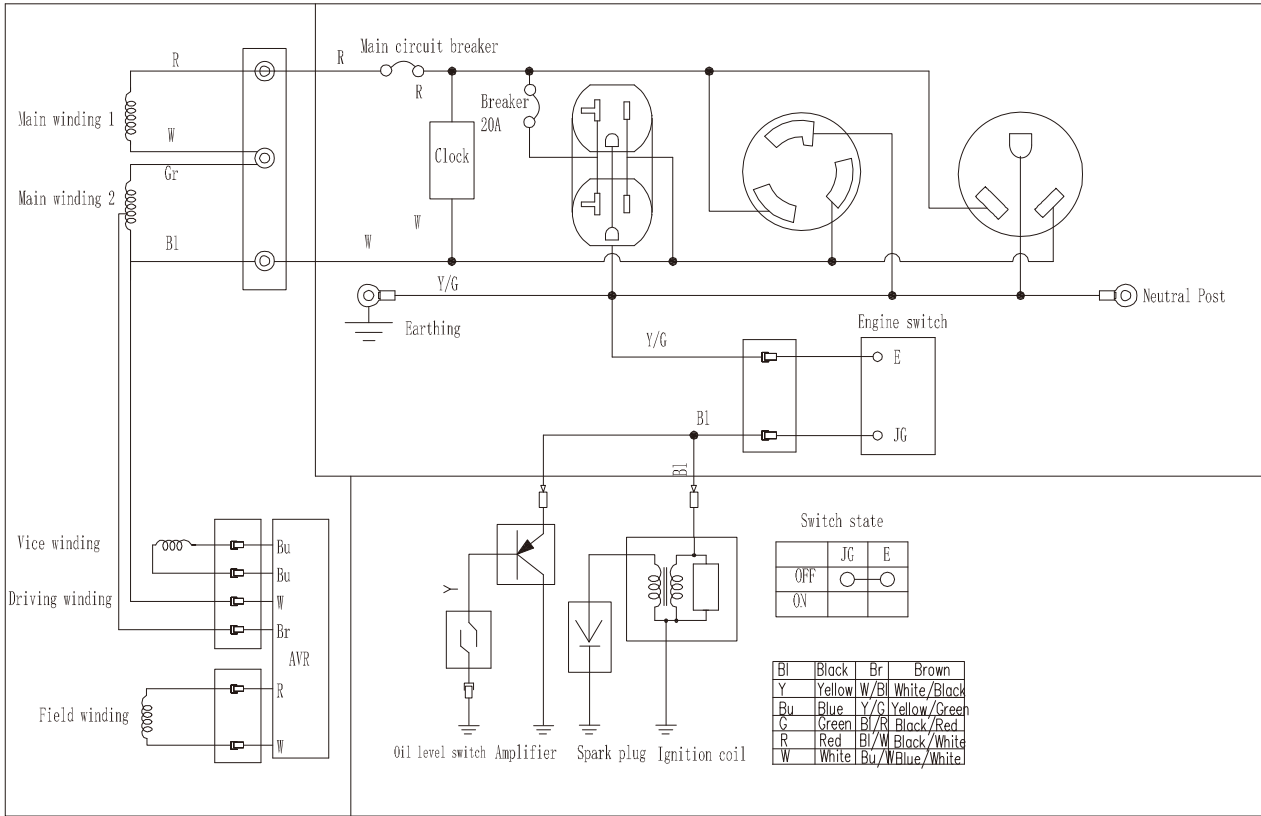 Main circuit breaker
R
R
R
Main winding 1
W
Gr
Main winding 2
Bl
Breaker
20A
Clock
W
W
Y/G
Earthing
Neutral Post
Engine switch
Y/G
E
Bl
JG
Bl
Vice winding
Bu
Bu
Driving winding
W
Br
AVR
R
Field winding
W
Y
Oil level switch Amplifier Spark plug Ignition coil
Switch state
JG E
OFF
ON
Bl Black Br Brown
Y Yellow W/Bl White/Black
Bu Blue Y/G Yellow/Green
G Green Bl/R Black/Red
R Red Bl/W Black/White
W White Bu/W Blue/White